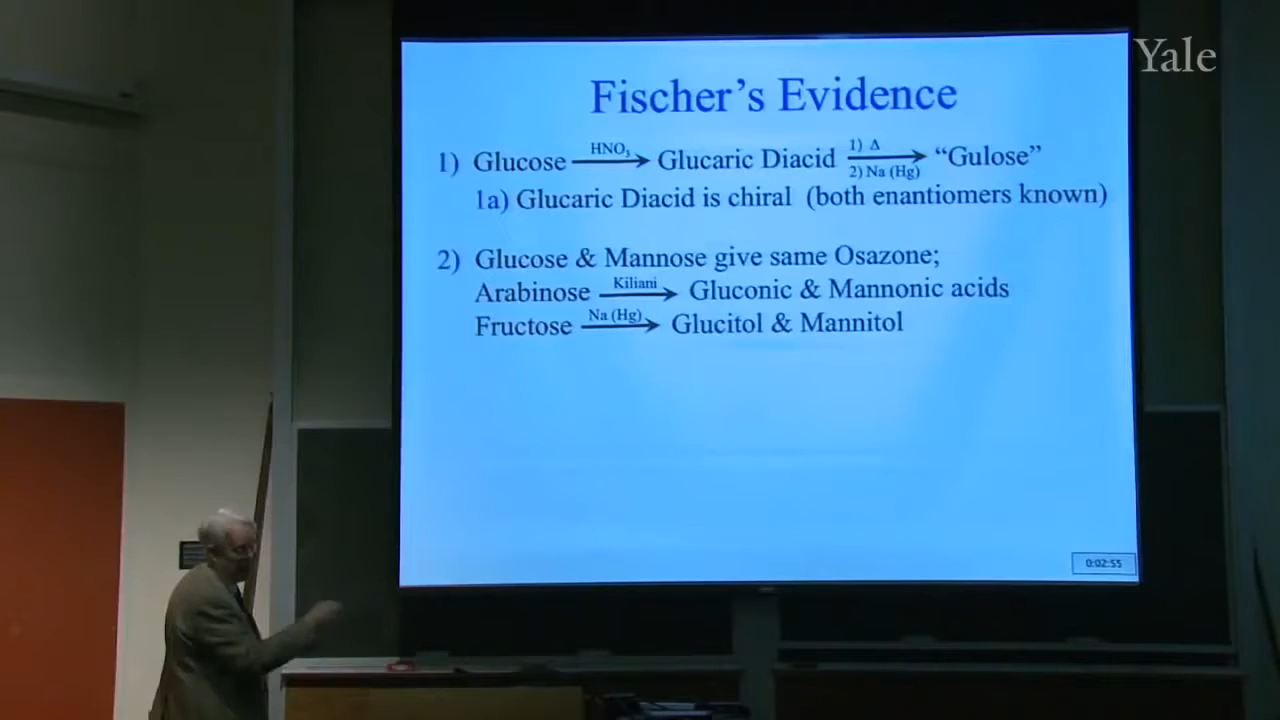 Yale
Fischer's Evidence
1) Glucose HNO₃ → Glucaric Diacid 1) Δ 2) Na (Hg) → “Gulose”
1a) Glucaric Diacid is chiral (both enantiomers known)
2) Glucose & Mannose give same Osazone;
Arabinose Kiliani → Gluconic & Mannonic acids
Fructose Na (Hg) → Glucitol & Mannitol
0:02:55